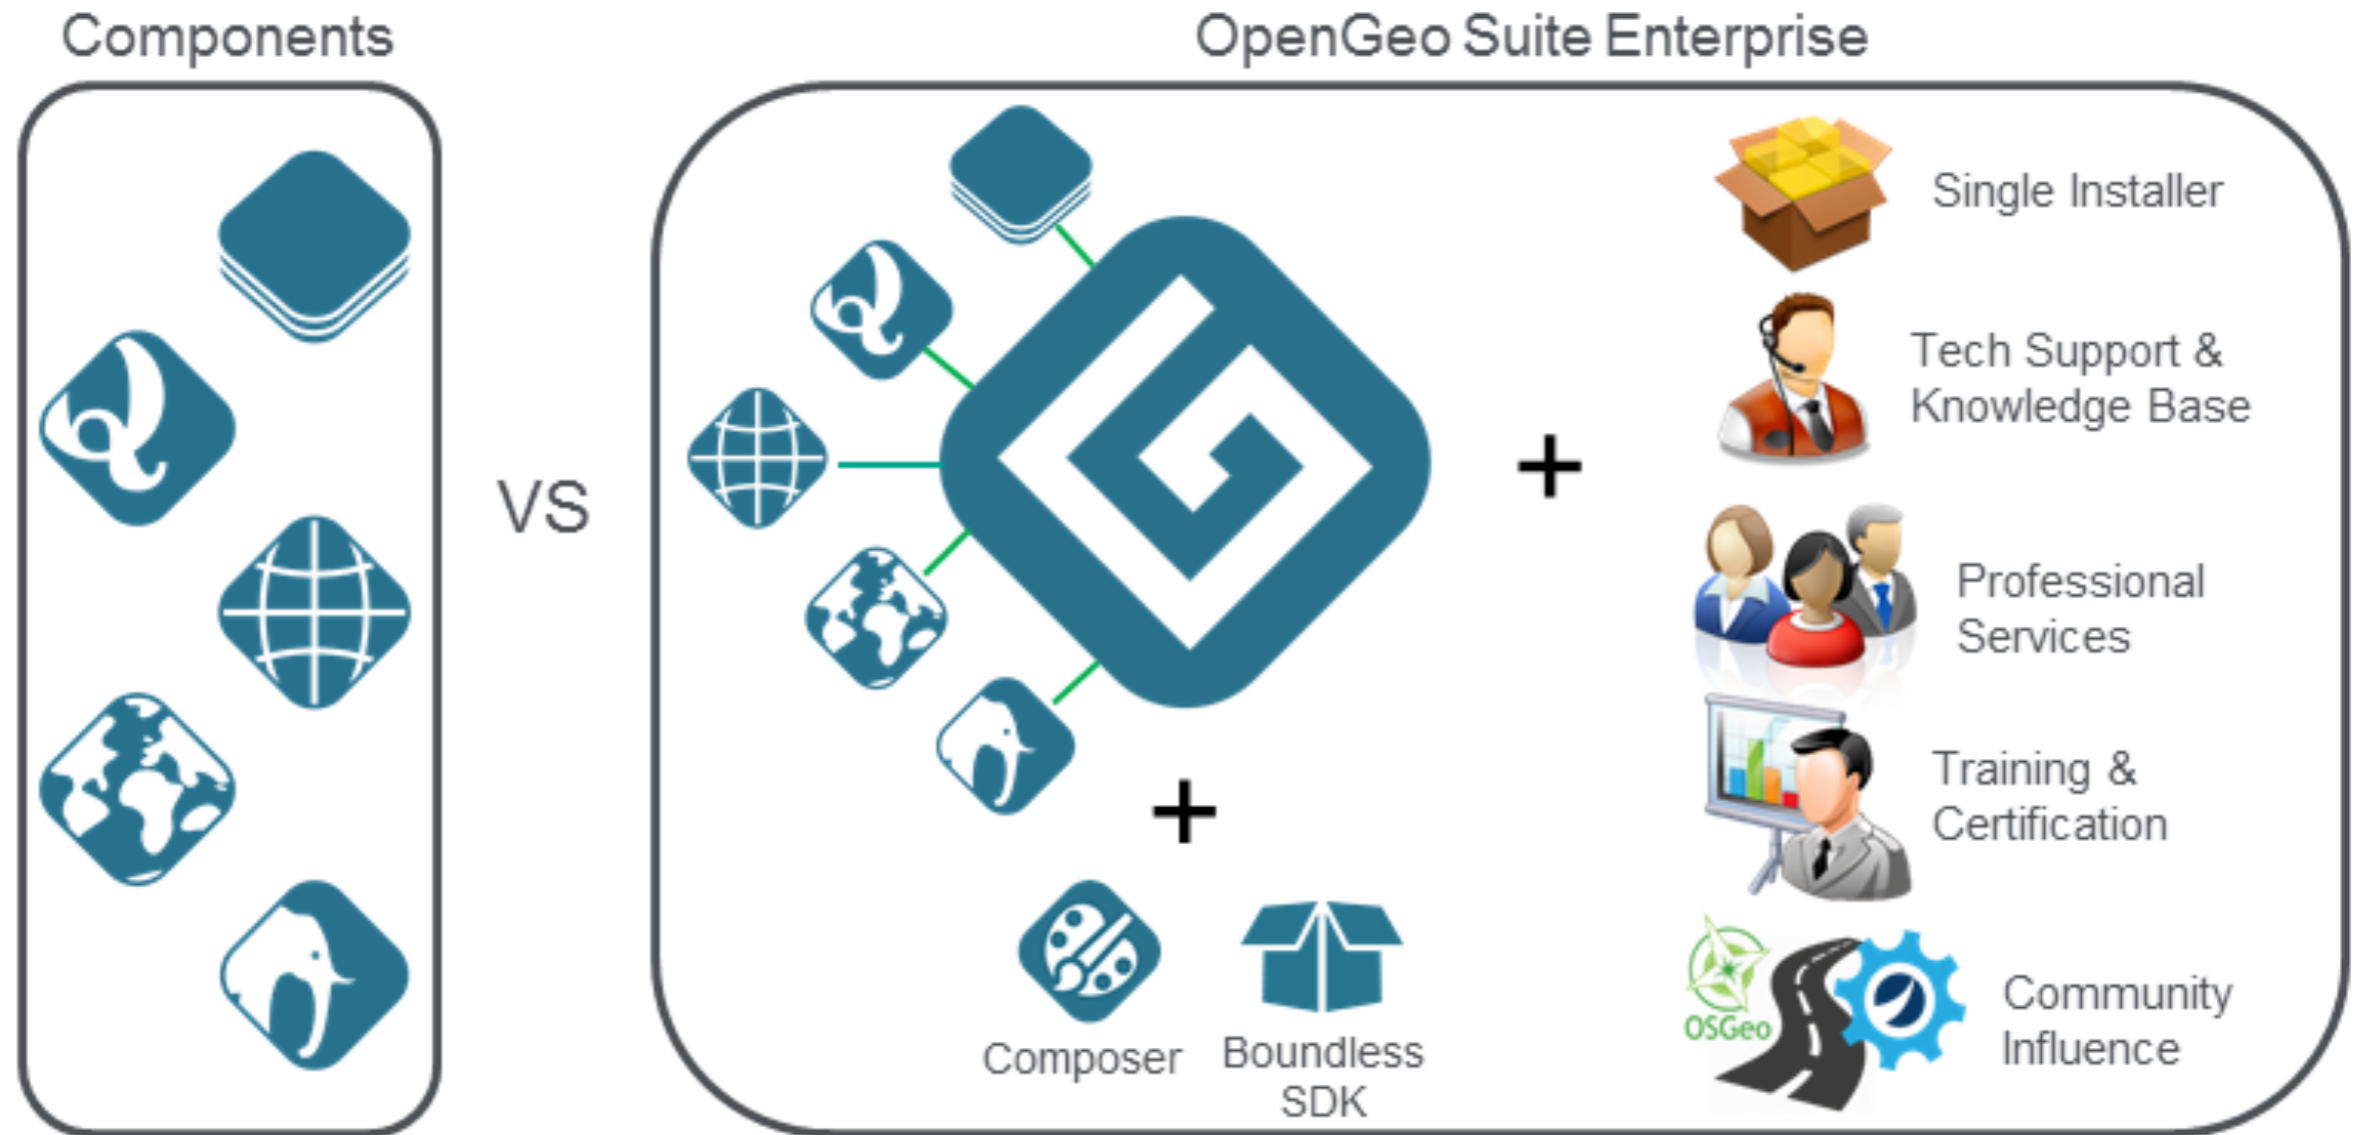 Components
OpenGeo Suite Enterprise
VS
Single Installer
Tech Support &
Knowledge Base
+
Professional
Services
Training &
Certification
+
Composer
Boundless
SDK
OSGeo
Community
Influence